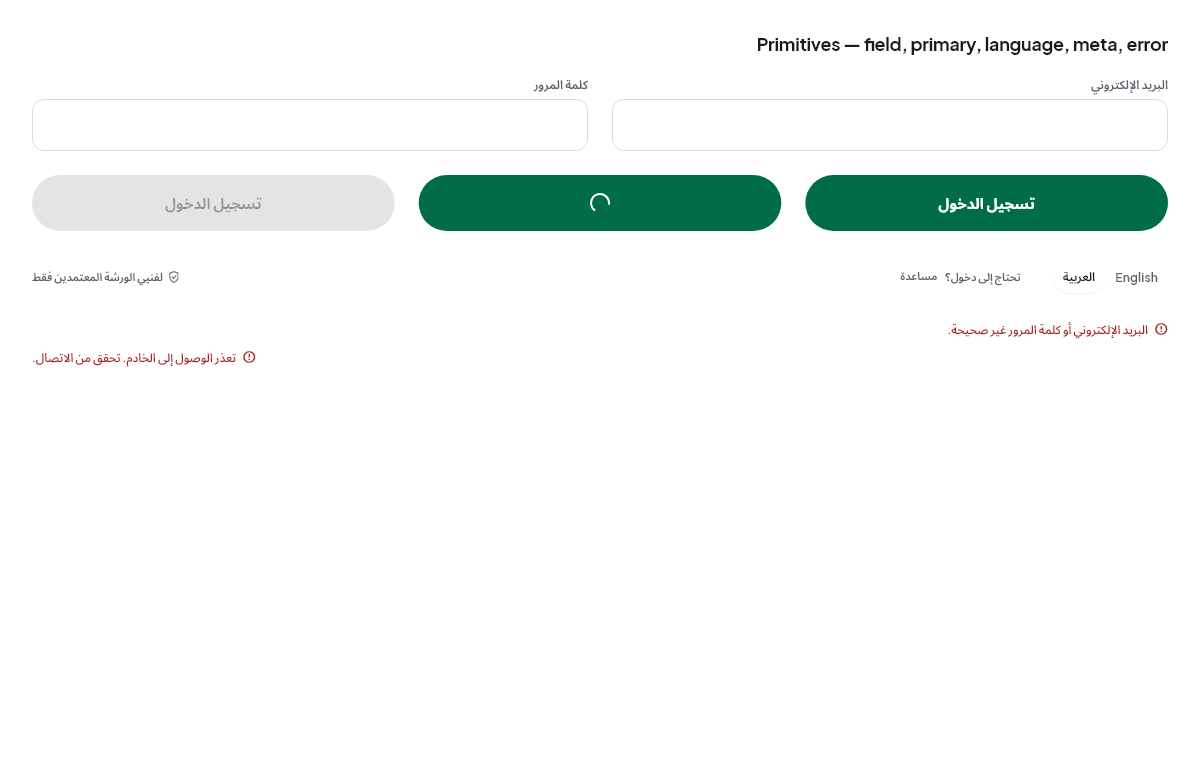 Primitives — field, primary, language, meta, error
البريد الإلكتروني
كلمة المرور
تسجيل الدخول
تسجيل الدخول
English
العربية
تحتاج إلى دخول؟ مساعدة
لفنيي الورشة المعتمدين فقط
البريد الإلكتروني أو كلمة المرور غير صحيحة.
تعذر الوصول إلى الخادم. تحقق من الاتصال.